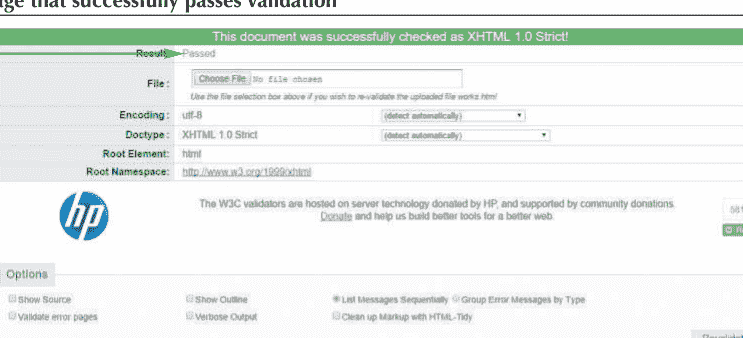 ge that successfully passes validation
This document was successfully checked as XHTML 1.0 Strict!
Result: Passed
File: Choose File No file chosen
Use the file selection box above if you wish to re-validate the uploaded file works.html
Encoding: utf-8 (detect automatically)
Doctype: XHTML 1.0 Strict (detect automatically)
Root Element: html
Root Namespace: http://www.w3.org/1999/xhtml
hp
The W3C validators are hosted on server technology donated by HP, and supported by community donations.
Donate and help us build better tools for a better web.
581
Options
Show Source Show Outline List Messages Sequentially Group Error Messages by Type
Validate error pages Verbose Output Clean up Markup with HTML-Tidy